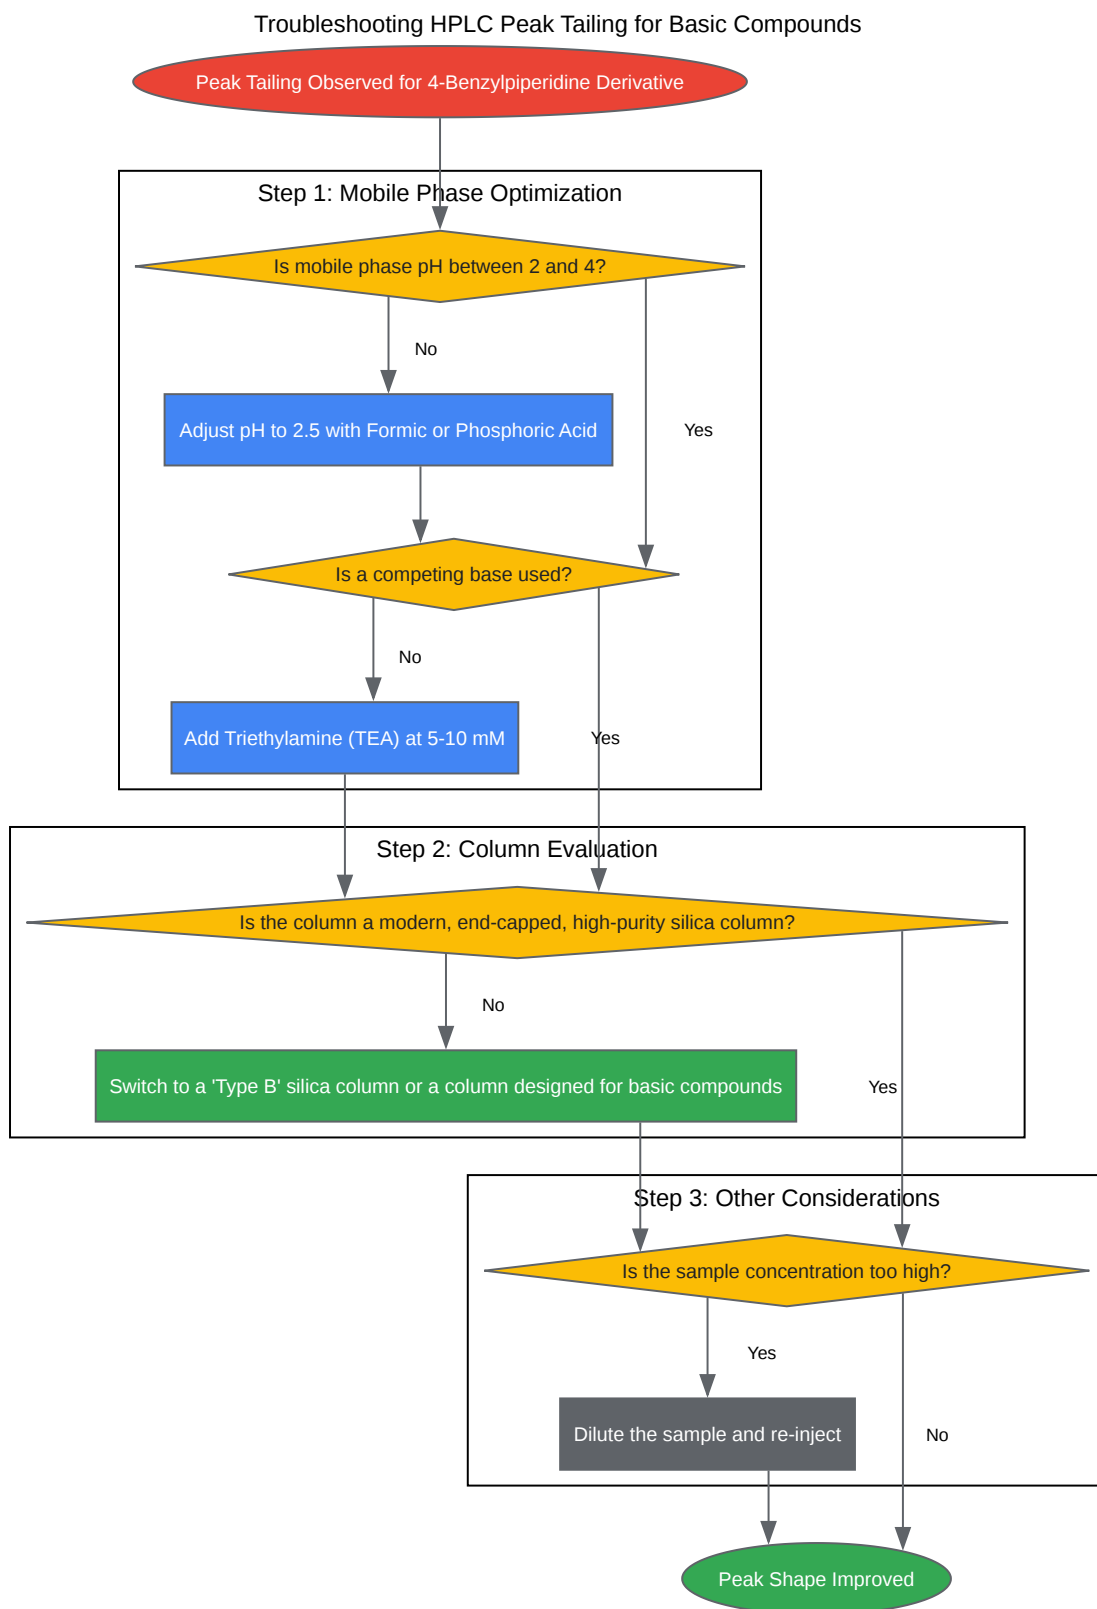 Troubleshooting HPLC Peak Tailing for Basic Compounds
Peak Tailing Observed for 4-Benzylpiperidine Derivative
Step 1: Mobile Phase Optimization
Is mobile phase pH between 2 and 4?
No
Adjust pH to 2.5 with Formic or Phosphoric Acid
Yes
Is a competing base used?
No
Add Triethylamine (TEA) at 5-10 mM
Yes
Step 2: Column Evaluation
Is the column a modern, end-capped, high-purity silica column?
No
Switch to a 'Type B' silica column or a column designed for basic compounds
Yes
Step 3: Other Considerations
Is the sample concentration too high?
Yes
Dilute the sample and re-inject
No
Peak Shape Improved